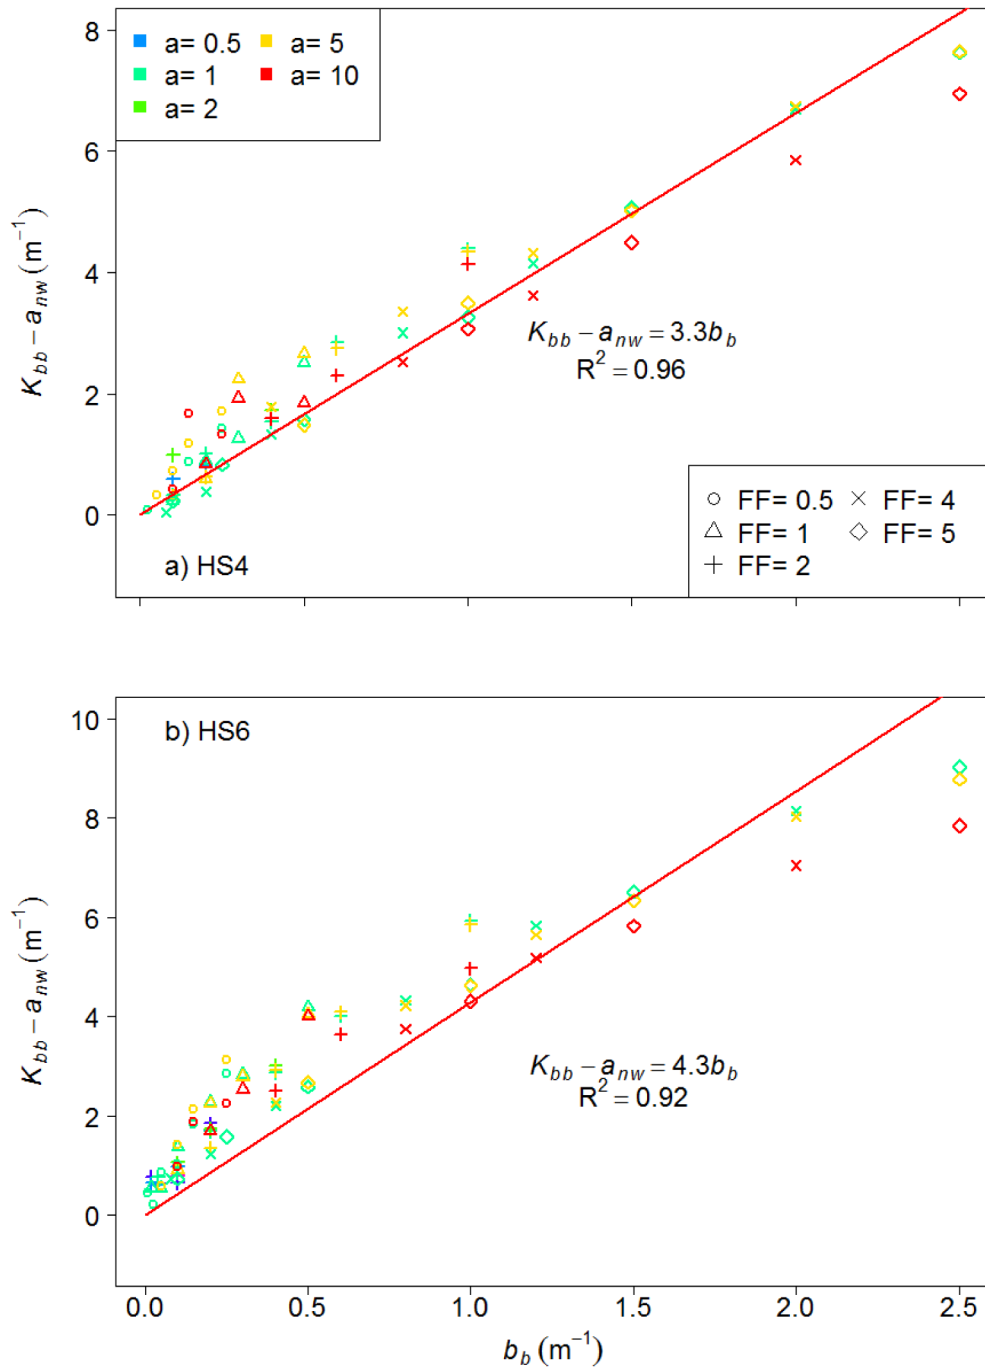 a= 0.5 a= 5
a= 1 a= 10
a= 2
8
6
4
2
0
K_bb − a_nw (m⁻¹)
K_bb − a_nw = 3.3b_b
R² = 0.96
FF= 0.5 FF= 4
FF= 1 FF= 5
FF= 2
a) HS4
b) HS6
10
8
6
4
2
0
K_bb − a_nw (m⁻¹)
K_bb − a_nw = 4.3b_b
R² = 0.92
0.0 0.5 1.0 1.5 2.0 2.5
b_b (m⁻¹)